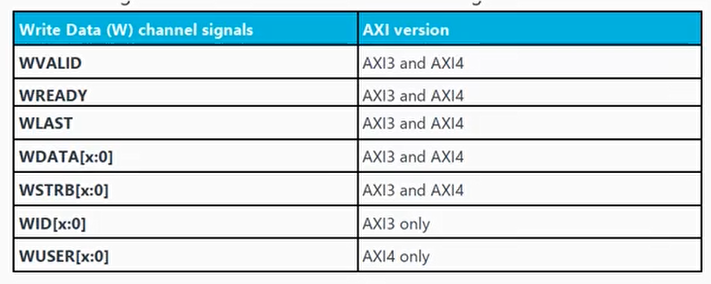 Write Data (W) channel signals AXI version
WVALID AXI3 and AXI4
WREADY AXI3 and AXI4
WLAST AXI3 and AXI4
WDATA[x:0] AXI3 and AXI4
WSTRB[x:0] AXI3 and AXI4
WID[x:0] AXI3 only
WUSER[x:0] AXI4 only